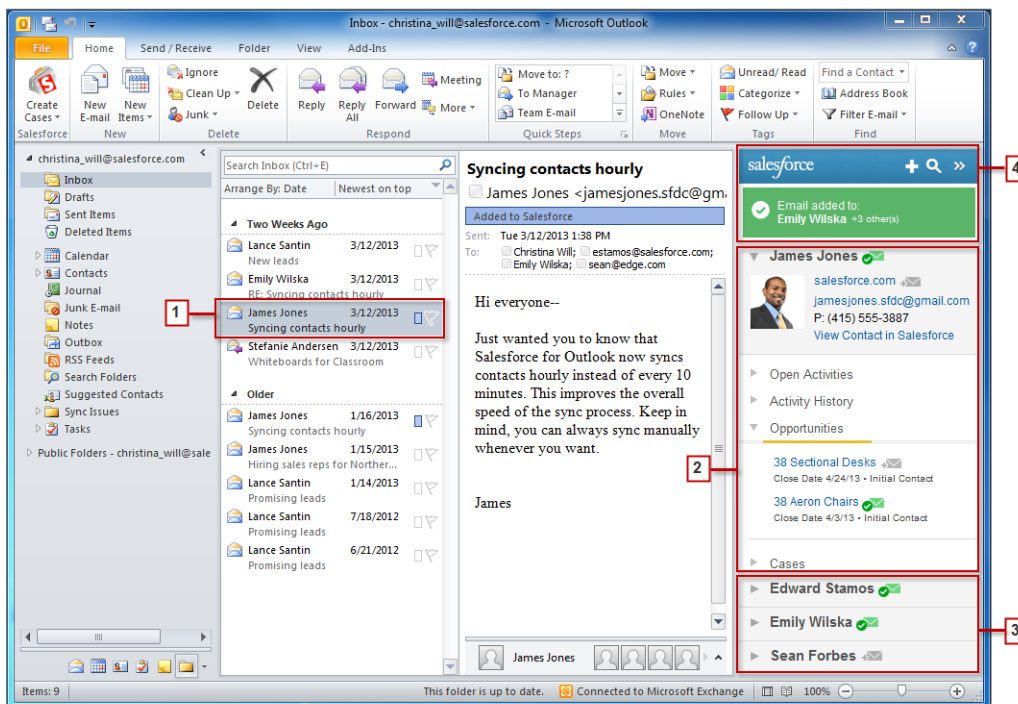 Inbox - christina_will@salesforce.com - Microsoft Outlook
File Home Send / Receive Folder View Add-Ins
Create Cases
Salesforce
New E-mail
New Items
New
Ignore
Clean Up
Junk
Delete
Delete
Reply
Reply All
Forward
Meeting
More
Respond
Move to: ?
To Manager
Team E-mail
Quick Steps
Move
Rules
OneNote
Move
Unread/ Read
Categorize
Follow Up
Tags
Find a Contact
Address Book
Filter E-mail
Find
christina_will@salesforce.com
Inbox
Drafts
Sent Items
Deleted Items
Calendar
Contacts
Journal
Junk E-mail
Notes
Outbox
RSS Feeds
Search Folders
Suggested Contacts
Sync Issues
Tasks
Public Folders - christina_will@sale
1
Search Inbox (Ctrl+E)
Arrange By: Date Newest on top
Two Weeks Ago
Lance Santin 3/12/2013
New leads
Emily Wilska 3/12/2013
RE: Syncing contacts hourly
James Jones 3/12/2013
Syncing contacts hourly
Stefanie Andersen 3/12/2013
Whiteboards for Classroom
Older
James Jones 1/16/2013
Syncing contacts hourly
James Jones 1/15/2013
Hiring sales reps for Norther...
Lance Santin 1/14/2013
Promising leads
Lance Santin 7/18/2012
Promising leads
Lance Santin 6/21/2012
Promising leads
Syncing contacts hourly
James Jones <jamesjones.sfdc@gma
Added to Salesforce
Sent: Tue 3/12/2013 1:38 PM
To: Christina Will; estamos@salesforce.com;
Emily Wilska; sean@edge.com
Hi everyone--
Just wanted you to know that
Salesforce for Outlook now syncs
contacts hourly instead of every 10
minutes. This improves the overall
speed of the sync process. Keep in
mind, you can always sync manually
whenever you want.
James
James Jones
2
salesforce
4
Email added to:
Emily Wilska +3 other(s)
James Jones
salesforce.com
jamesjones.sfdc@gmail.com
P: (415) 555-3887
View Contact in Salesforce
Open Activities
Activity History
Opportunities
38 Sectional Desks
Close Date 4/24/13 • Initial Contact
38 Aeron Chairs
Close Date 4/3/13 • Initial Contact
Cases
Edward Stamos
Emily Wilska
3
Sean Forbes
Items: 9 This folder is up to date. Connected to Microsoft Exchange 100%